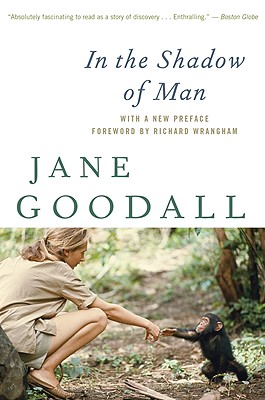 "Absolutely fascinating to read as a story of discovery . . . Enthralling." — Boston Globe
In the Shadow
of Man
WITH A NEW PREFACE
FOREWORD BY RICHARD WRANGHAM
JANE
GOODALL